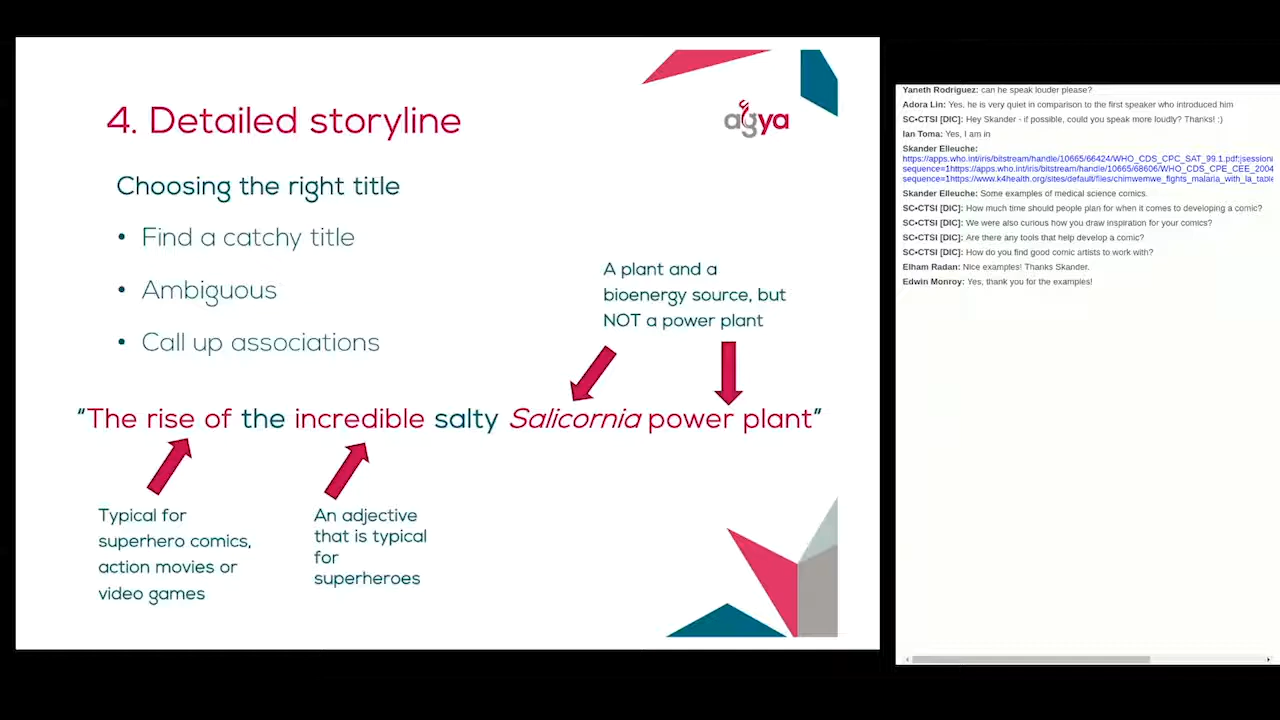 4. Detailed storyline
agya
Choosing the right title
• Find a catchy title
• Ambiguous
• Call up associations
A plant and a
bioenergy source, but
NOT a power plant
“The rise of the incredible salty Salicornia power plant”
Typical for
superhero comics,
action movies or
video games
An adjective
that is typical
for
superheroes
Yaneth Rodriguez: can he speak louder please?
Adora Lin: Yes, he is very quiet in comparison to the first speaker who introduced him
SC•CTSI [DIC]: Hey Skander - if possible, could you speak more loudly? Thanks! :)
Ian Toma: Yes, I am in
Skander Elleuche:
https://apps.who.int/iris/bitstream/handle/10665/66424/WHO_CDS_CPC_SAT_99.1.pdf;jsession
sequence=1https://apps.who.int/iris/bitstream/handle/10665/68606/WHO_CDS_CPE_CEE_2004
sequence=1https://www.k4health.org/sites/default/files/chimwemwe_fights_malaria_with_la_table
Skander Elleuche: Some examples of medical science comics.
SC•CTSI [DIC]: How much time should people plan for when it comes to developing a comic?
SC•CTSI [DIC]: We were also curious how you draw inspiration for your comics?
SC•CTSI [DIC]: Are there any tools that help develop a comic?
SC•CTSI [DIC]: How do you find good comic artists to work with?
Elham Radan: Nice examples! Thanks Skander.
Edwin Monroy: Yes, thank you for the examples!